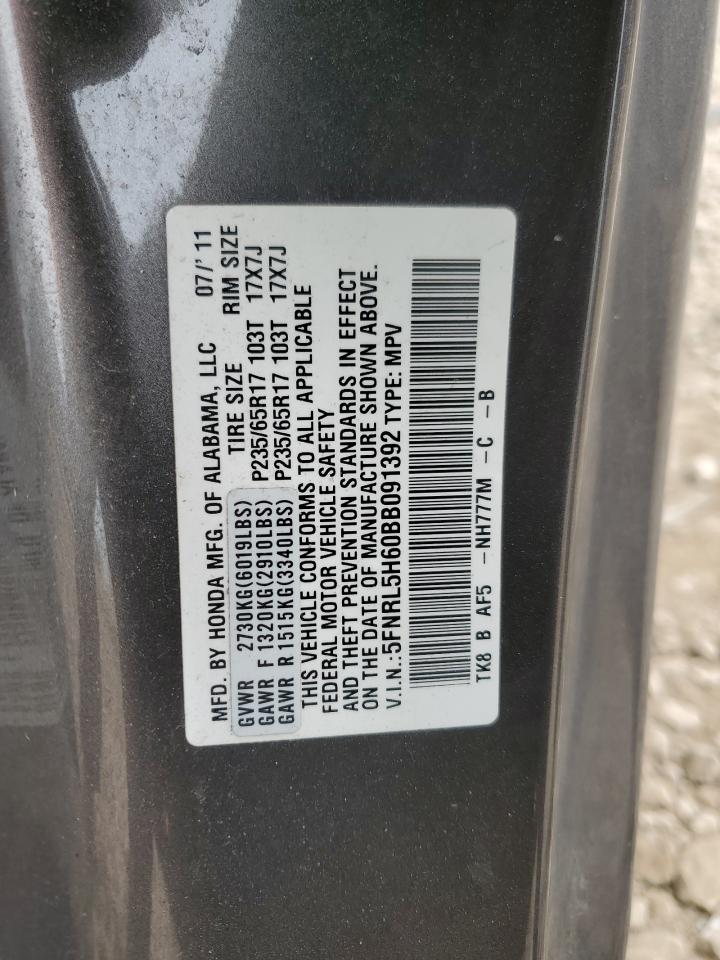 MFD. BY HONDA MFG. OF ALABAMA, LLC 07/' 11
TIRE SIZE RIM SIZE
GVWR 2730KG(6019LBS)
GAWR F 1320KG(2910LBS) P235/65R17 103T 17X7J
GAWR R 1515KG(3340LBS) P235/65R17 103T 17X7J
THIS VEHICLE CONFORMS TO ALL APPLICABLE
FEDERAL MOTOR VEHICLE SAFETY
AND THEFT PREVENTION STANDARDS IN EFFECT
ON THE DATE OF MANUFACTURE SHOWN ABOVE.
V.I.N.:5FNRL5H60BB091392 TYPE: MPV
TK8 B AF5 -NH777M -C -B